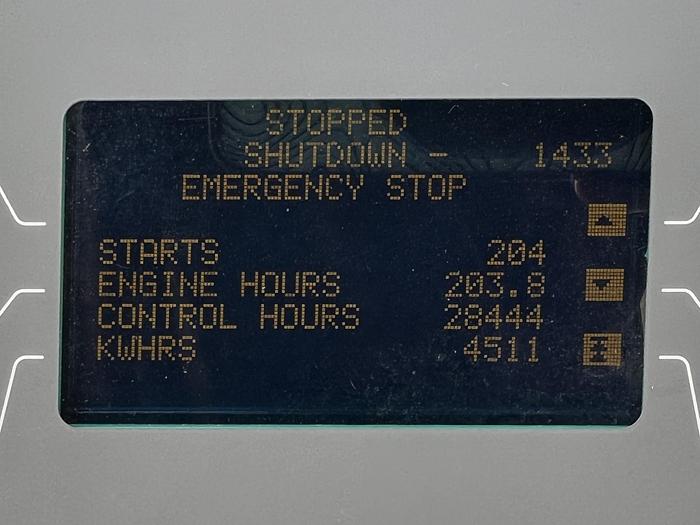 STOPPED
SHUTDOWN - 1433
EMERGENCY STOP
STARTS 204
ENGINE HOURS 203.8
CONTROL HOURS 28444
KWHRS 4511